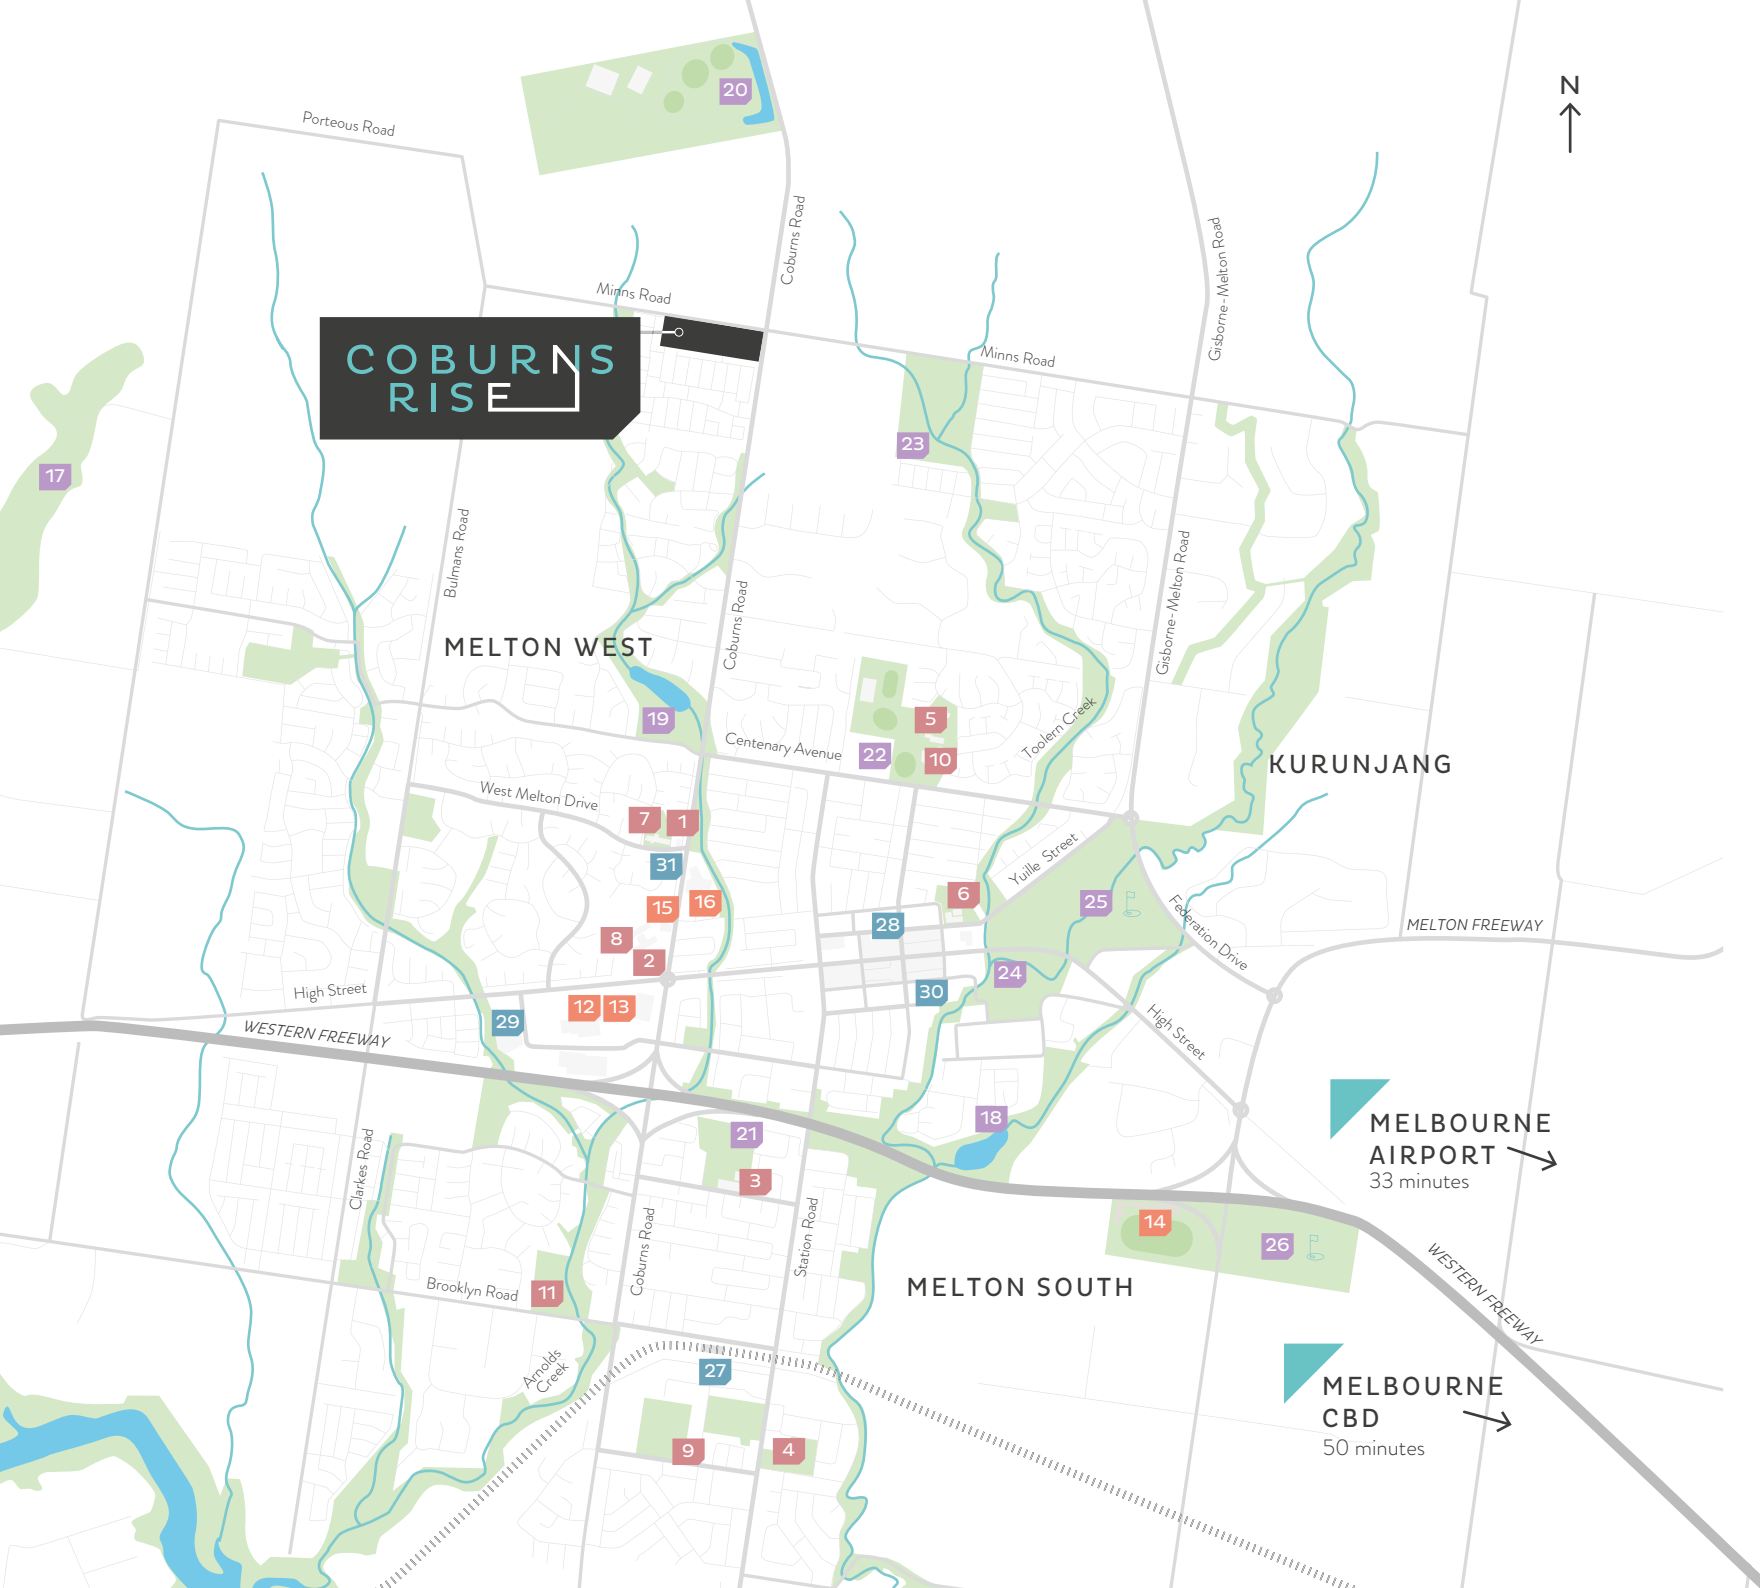 N
20
Porteous Road
Coburns Road
Gisborne-Melton Road
Minns Road
Minns Road
COBURNS
RISE
23
17
Bulmans Road
Coburns Road
Gisborne-Melton Road
MELTON WEST
19
5
Toolern Creek
Centenary Avenue
22
10
KURUNJANG
West Melton Drive
7
1
31
Yuille Street
6
25
15
16
28
Federation Drive
MELTON FREEWAY
8
2
24
High Street
30
12
13
29
WESTERN FREEWAY
High Street
18
21
MELBOURNE
AIRPORT
33 minutes
Clarkes Road
3
Coburns Road
Station Road
14
26
WESTERN FREEWAY
MELTON SOUTH
Brooklyn Road
11
Arnolds
Creek
27
MELBOURNE
CBD
50 minutes
9
4